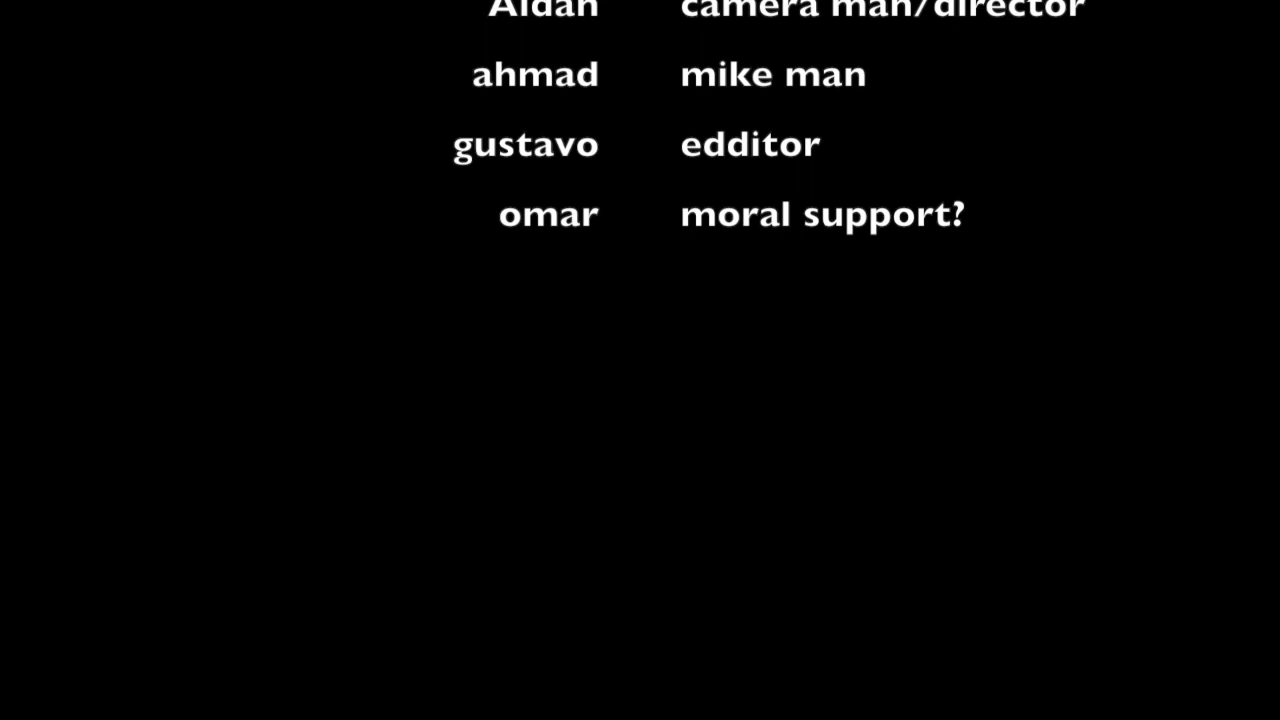 Aidan camera man/director
ahmad mike man
gustavo edditor
omar moral support?